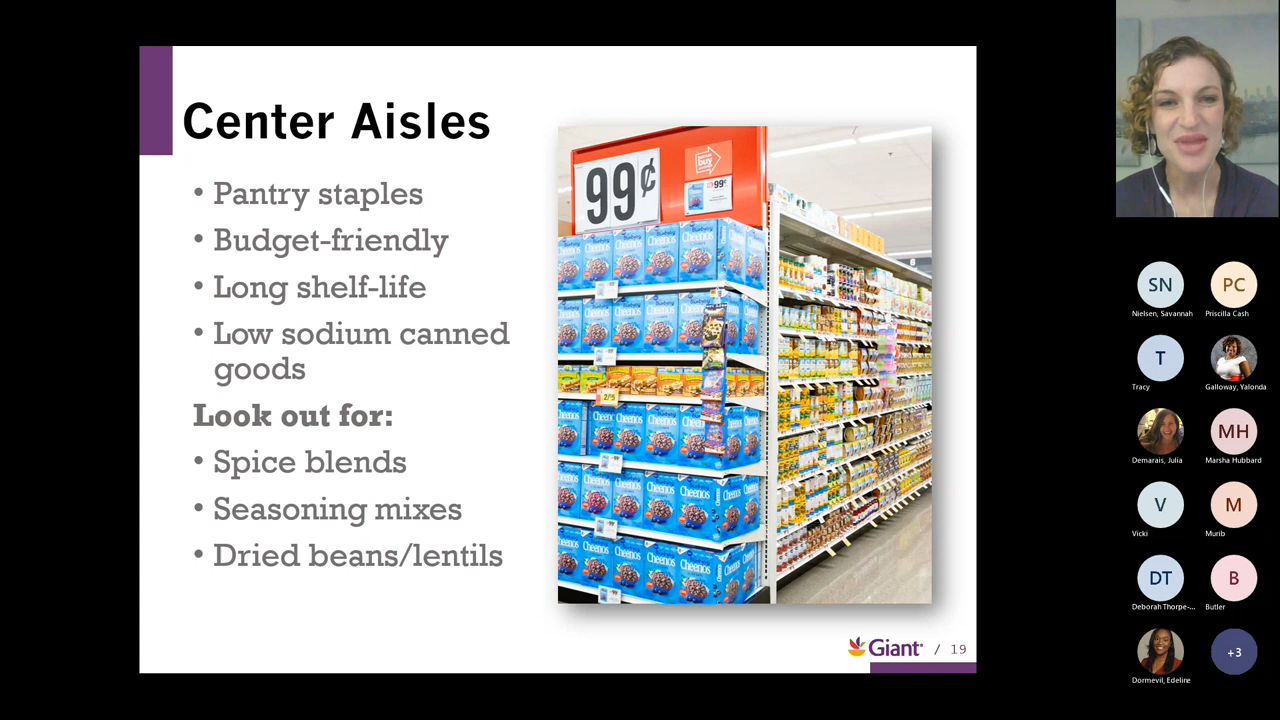 Center Aisles
• Pantry staples
• Budget-friendly
• Long shelf-life
• Low sodium canned
goods
Look out for:
• Spice blends
• Seasoning mixes
• Dried beans/lentils
99¢
buy
99¢
Blueberry
Cheerios
2/$5
8
Giant / 19
SN
Nielsen, Savannah
PC
Priscilla Cash
T
Tracy
Galloway, Yalonda
Demarais, Julia
MH
Marsha Hubbard
V
Vicki
M
Murib
DT
Deborah Thorpe-...
B
Butler
Dormevil, Edeline
+3